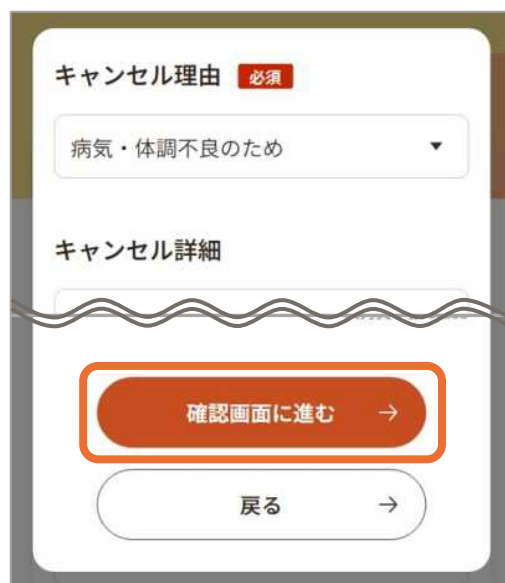 キャンセル理由 必須
病気・体調不良のため
キャンセル詳細
確認画面に進む →
戻る →